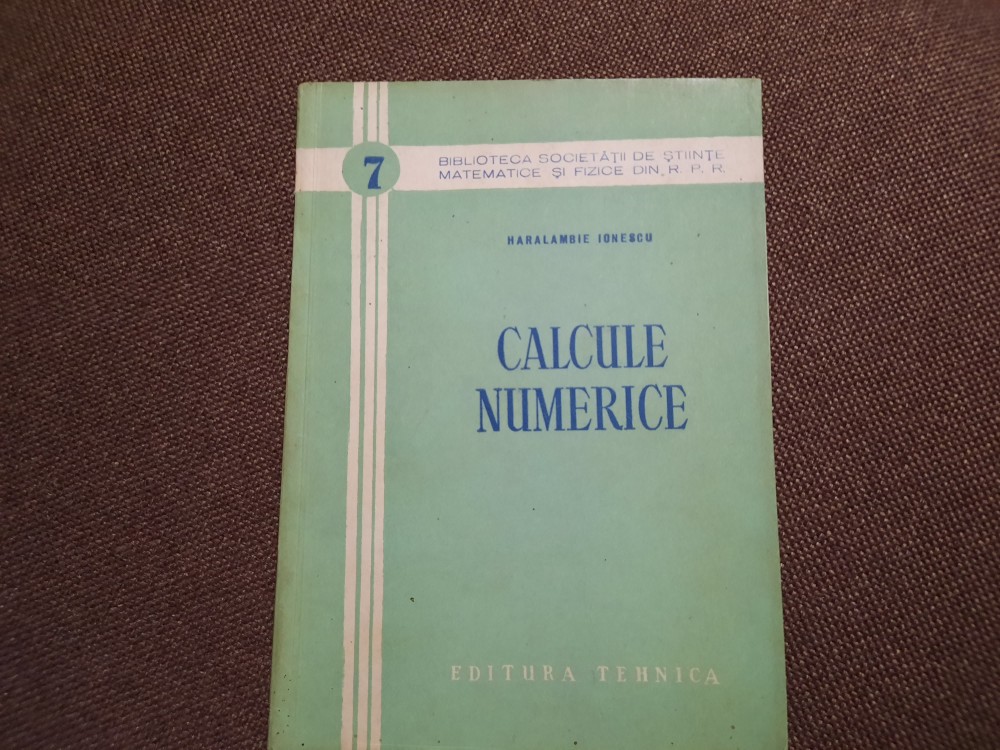 7
BIBLIOTECA SOCIETĂȚII DE ȘTIINȚE
MATEMATICE ȘI FIZICE DIN R. P. R.
HARALAMBIE IONESCU
CALCULE
NUMERICE
EDITURA TEHNICA